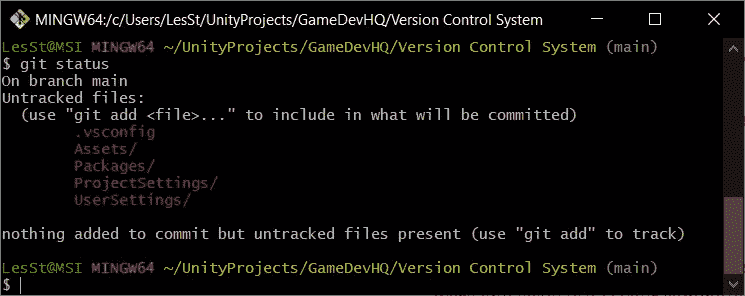 MINGW64:/c/Users/LesSt/UnityProjects/GameDevHQ/Version Control System
LesSt@MSI MINGW64 ~/UnityProjects/GameDevHQ/Version Control System (main)
$ git status
On branch main
Untracked files:
  (use "git add <file>..." to include in what will be committed)
        .vsconfig
        Assets/
        Packages/
        ProjectSettings/
        UserSettings/
nothing added to commit but untracked files present (use "git add" to track)
LesSt@MSI MINGW64 ~/UnityProjects/GameDevHQ/Version Control System (main)
$